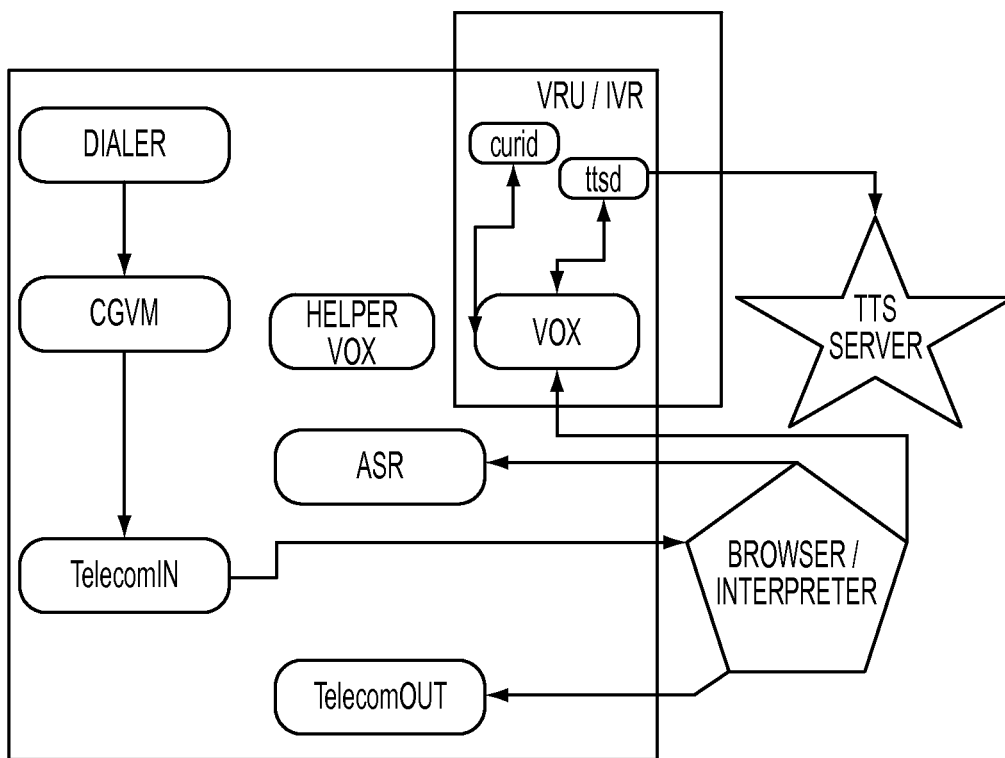 VRU / IVR
DIALER
curid
ttsd
CGVM
HELPER
VOX
VOX
TTS
SERVER
ASR
TelecomIN
BROWSER /
INTERPRETER
TelecomOUT